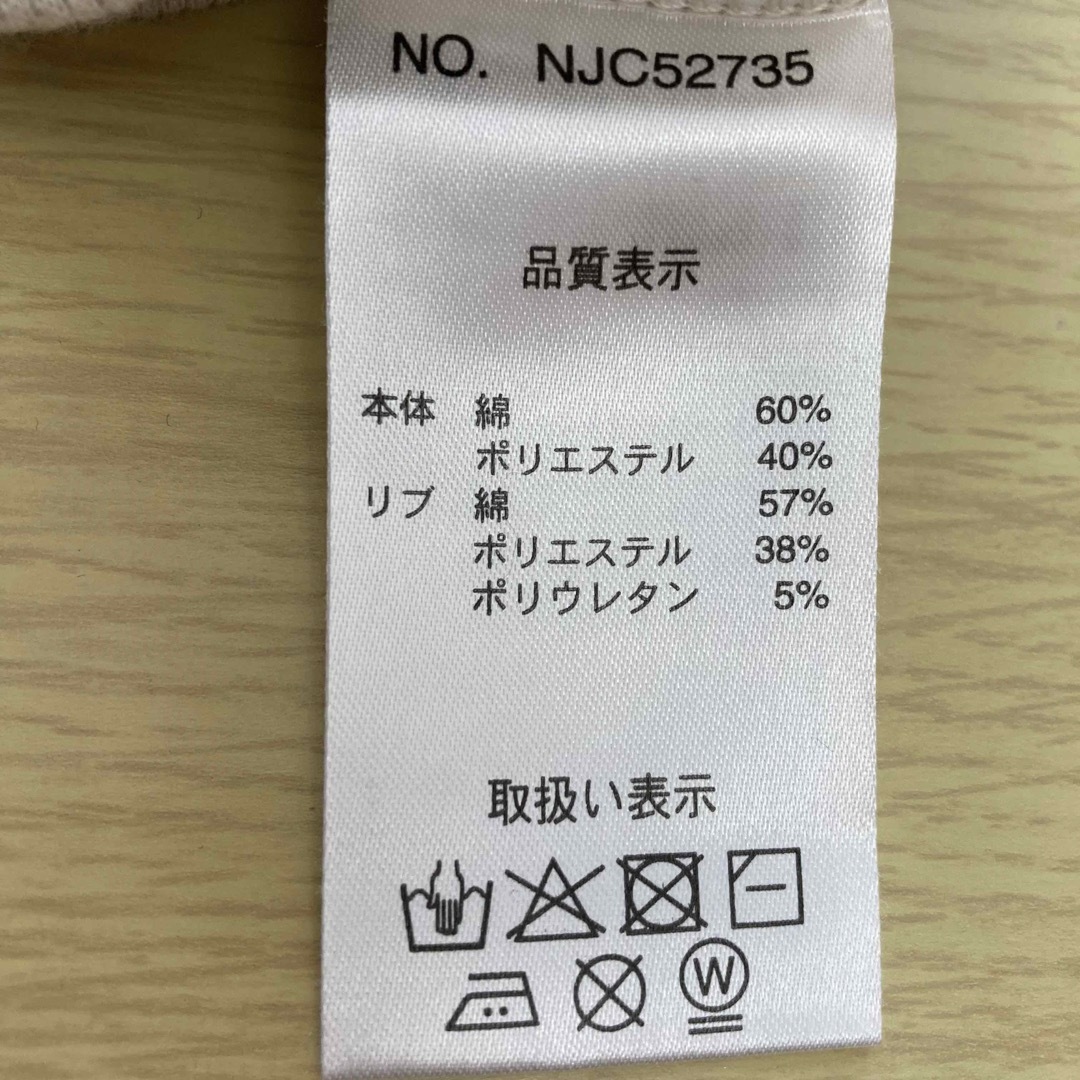 NO. NJC52735
品質表示
本体 綿 60%
ポリエステル 40%
リブ 綿 57%
ポリエステル 38%
ポリウレタン 5%
取扱い表示
W